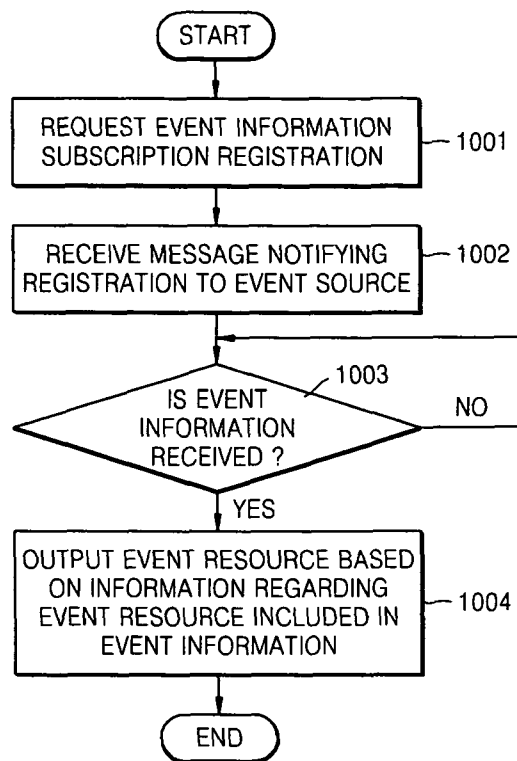 START
REQUEST EVENT INFORMATION
SUBSCRIPTION REGISTRATION
1001
RECEIVE MESSAGE NOTIFYING
REGISTRATION TO EVENT SOURCE
1002
1003
IS EVENT
INFORMATION
RECEIVED ?
NO
YES
OUTPUT EVENT RESOURCE BASED
ON INFORMATION REGARDING
EVENT RESOURCE INCLUDED IN
EVENT INFORMATION
1004
END